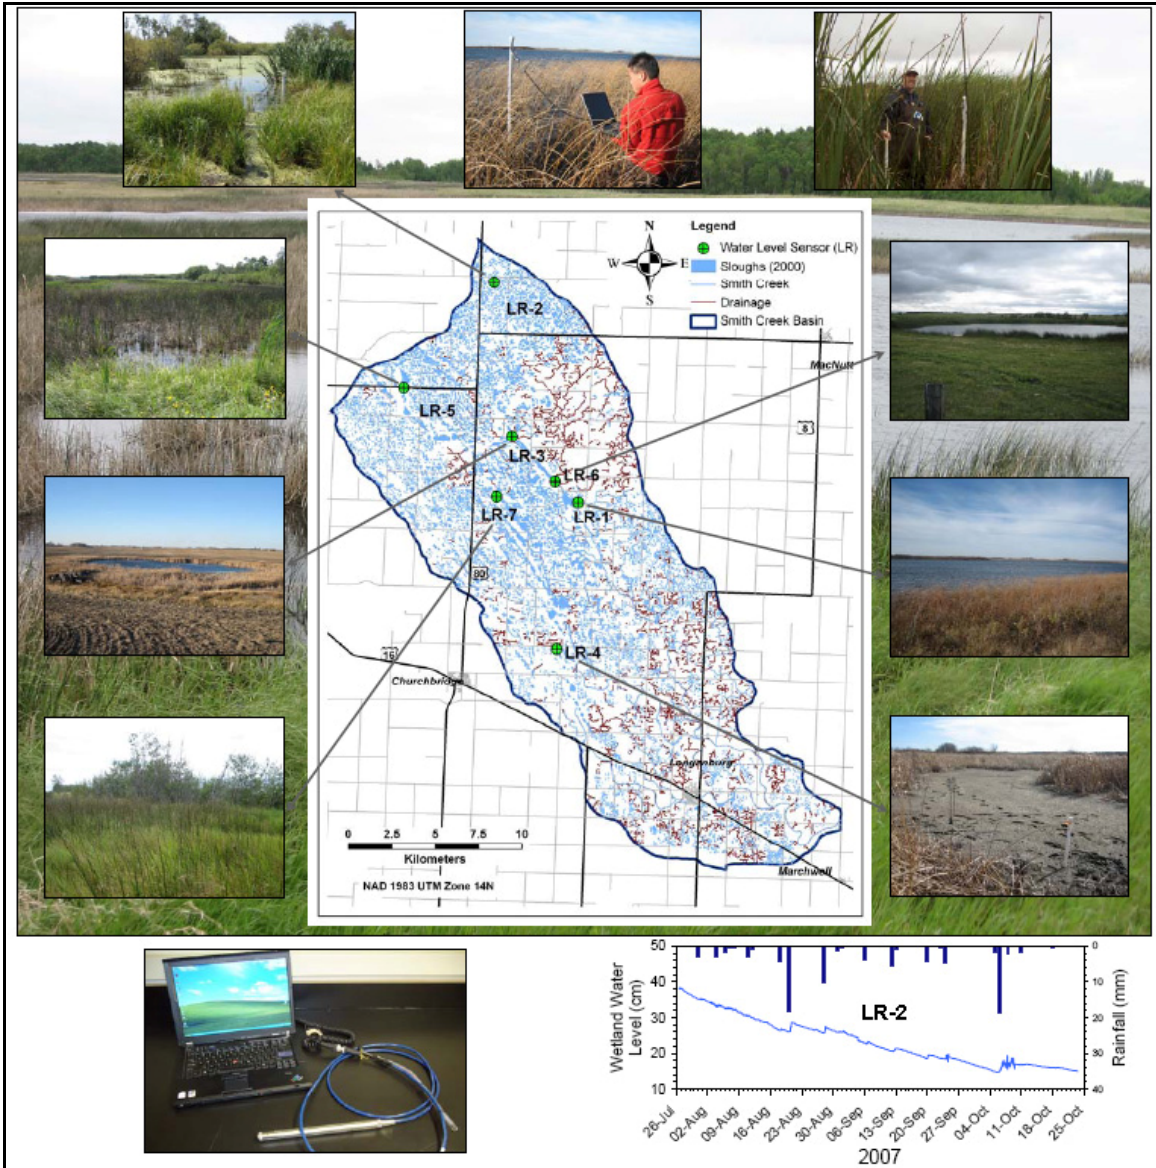 N
W
E
S
Legend
Water Level Sensor (LR)
Sloughs (2000)
Smith Creek
Drainage
Smith Creek Basin
LR-2
MacNutt
8
LR-5
LR-3
LR-6
LR-7
LR-1
80
LR-4
16
Churchbridge
Langenburg
0 2.5 5 7.5 10
Kilometers
NAD 1983 UTM Zone 14N
Marchwell
50
40
30
20
10
Wetland Water
Level (cm)
LR-2
0
10
20
30
40
Rainfall (mm)
26-Jul
02-Aug
09-Aug
16-Aug
23-Aug
30-Aug
06-Sep
13-Sep
20-Sep
27-Sep
04-Oct
11-Oct
18-Oct
25-Oct
2007